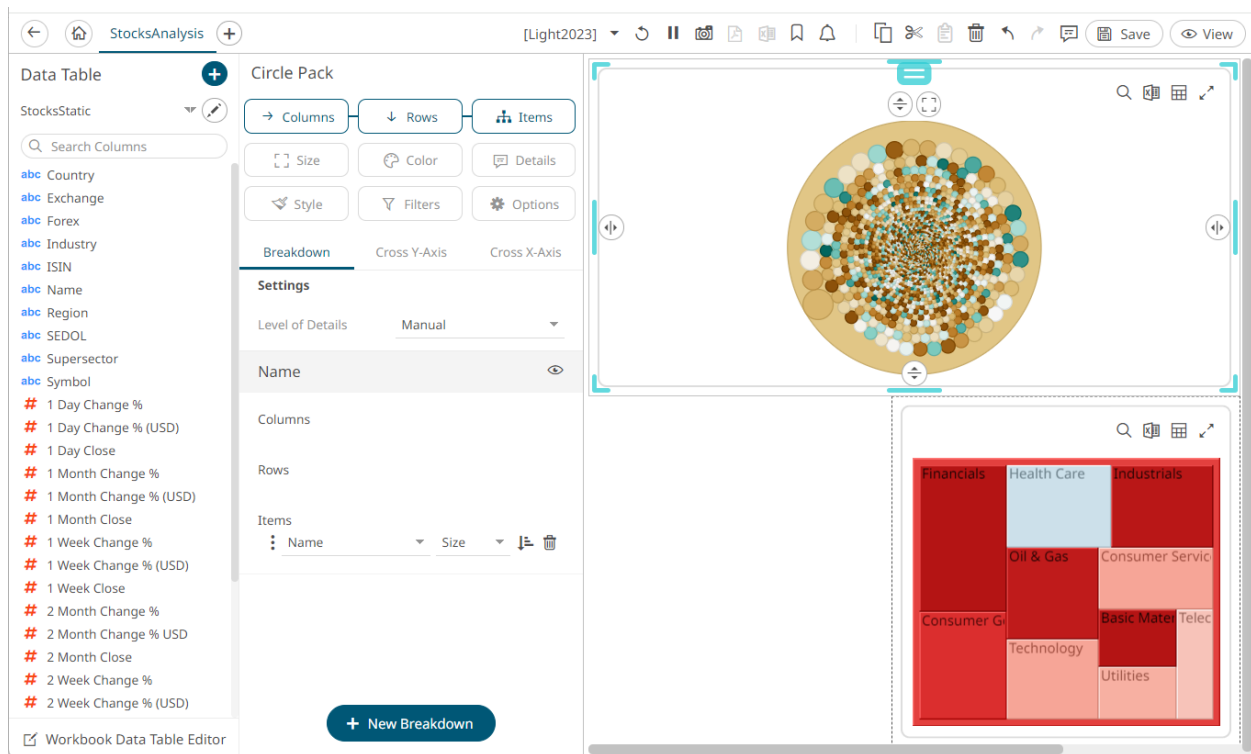 StocksAnalysis
[Light2023]
Save
View
Data Table
StocksStatic
Search Columns
abc Country
abc Exchange
abc Forex
abc Industry
abc ISIN
abc Name
abc Region
abc SEDOL
abc Supersector
abc Symbol
# 1 Day Change %
# 1 Day Change % (USD)
# 1 Day Close
# 1 Month Change %
# 1 Month Change % (USD)
# 1 Month Close
# 1 Week Change %
# 1 Week Change % (USD)
# 1 Week Close
# 2 Month Change %
# 2 Month Change % USD
# 2 Month Close
# 2 Week Change %
# 2 Week Change % (USD)
Workbook Data Table Editor
Circle Pack
Columns
Rows
Items
Size
Color
Details
Style
Filters
Options
Breakdown
Cross Y-Axis
Cross X-Axis
Settings
Level of Details
Manual
Name
Columns
Rows
Items
Name
Size
+ New Breakdown
Financials
Health Care
Industrials
Oil & Gas
Consumer Servic
Consumer G
Basic Mater
Telec
Technology
Utilities